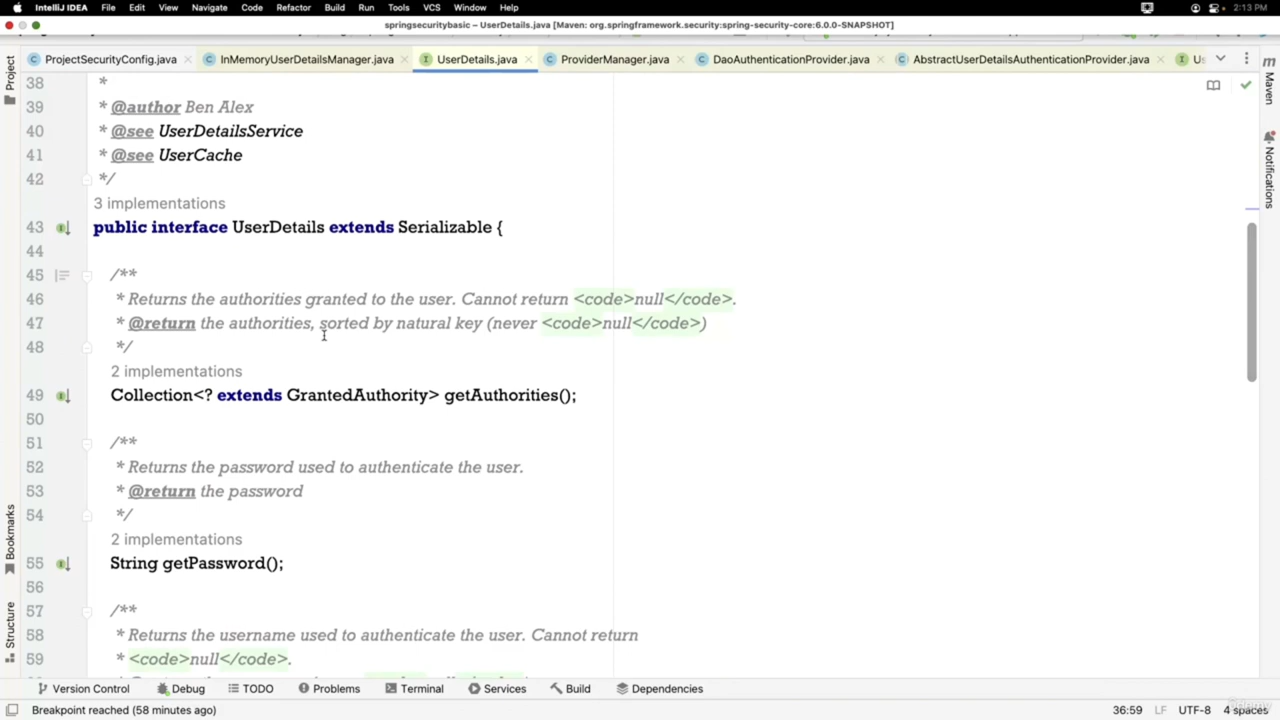 IntelliJ IDEA File Edit View Navigate Code Refactor Build Run Tools VCS Window Help 2:13 PM
springsecuritybasic – UserDetails.java [Maven: org.springframework.security:spring-security-core:6.0.0-SNAPSHOT]
ProjectSecurityConfig.java InMemoryUserDetailsManager.java UserDetails.java ProviderManager.java DaoAuthenticationProvider.java AbstractUserDetailsAuthenticationProvider.java Us
Project
Bookmarks
Structure
38 *
39 * @author Ben Alex
40 * @see UserDetailsService
41 * @see UserCache
42 */
3 implementations
43 public interface UserDetails extends Serializable {
44
45 /**
46 * Returns the authorities granted to the user. Cannot return <code>null</code>.
47 * @return the authorities, sorted by natural key (never <code>null</code>)
48 */
2 implementations
49 Collection<? extends GrantedAuthority> getAuthorities();
50
51 /**
52 * Returns the password used to authenticate the user.
53 * @return the password
54 */
2 implementations
55 String getPassword();
56
57 /**
58 * Returns the username used to authenticate the user. Cannot return
59 * <code>null</code>.
Maven
Notifications
Version Control Debug TODO Problems Terminal Services Build Dependencies
Breakpoint reached (58 minutes ago) 36:59 LF UTF-8 4 spaces